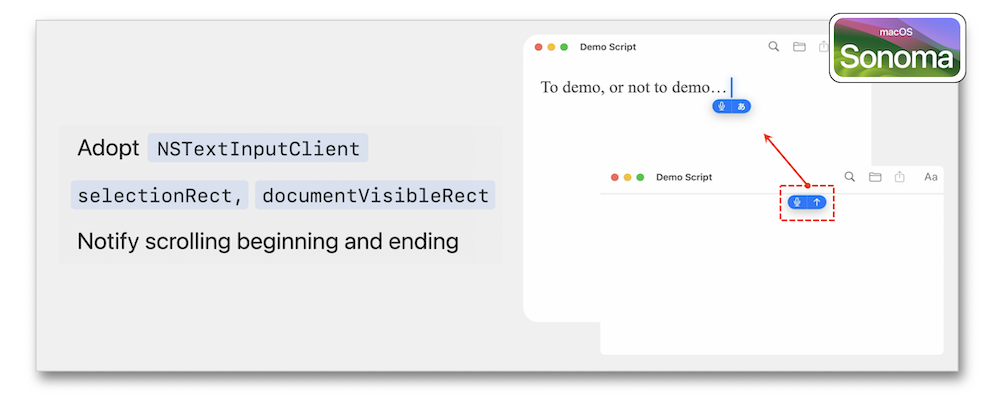 macOS
Sonoma
Demo Script
To demo, or not to demo...
あ
Adopt NSTextInputClient
selectionRect, documentVisibleRect
Notify scrolling beginning and ending
Demo Script
Aa